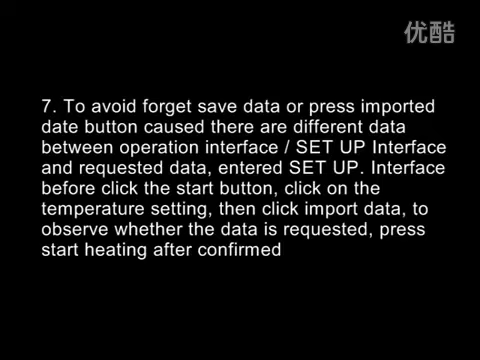 优酷
7. To avoid forget save data or press imported
date button caused there are different data
between operation interface / SET UP Interface
and requested data, entered SET UP. Interface
before click the start button, click on the
temperature setting, then click import data, to
observe whether the data is requested, press
start heating after confirmed